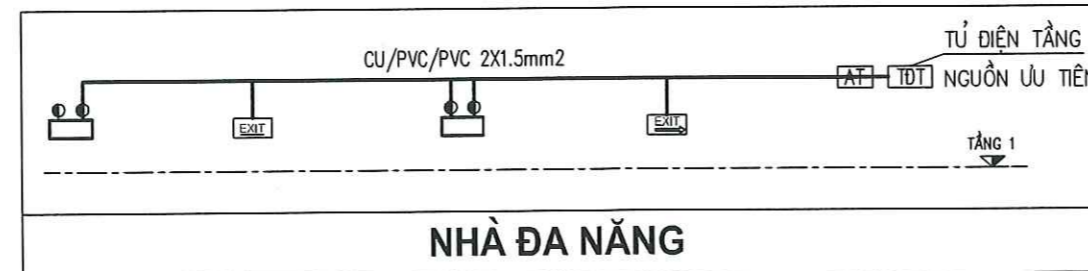 TỦ ĐIỆN TẦNG
CU/PVC/PVC 2X1.5mm2
AT TĐT NGUỒN ƯU TIÊN
EXIT EXIT
TẦNG 1
NHÀ ĐA NĂNG